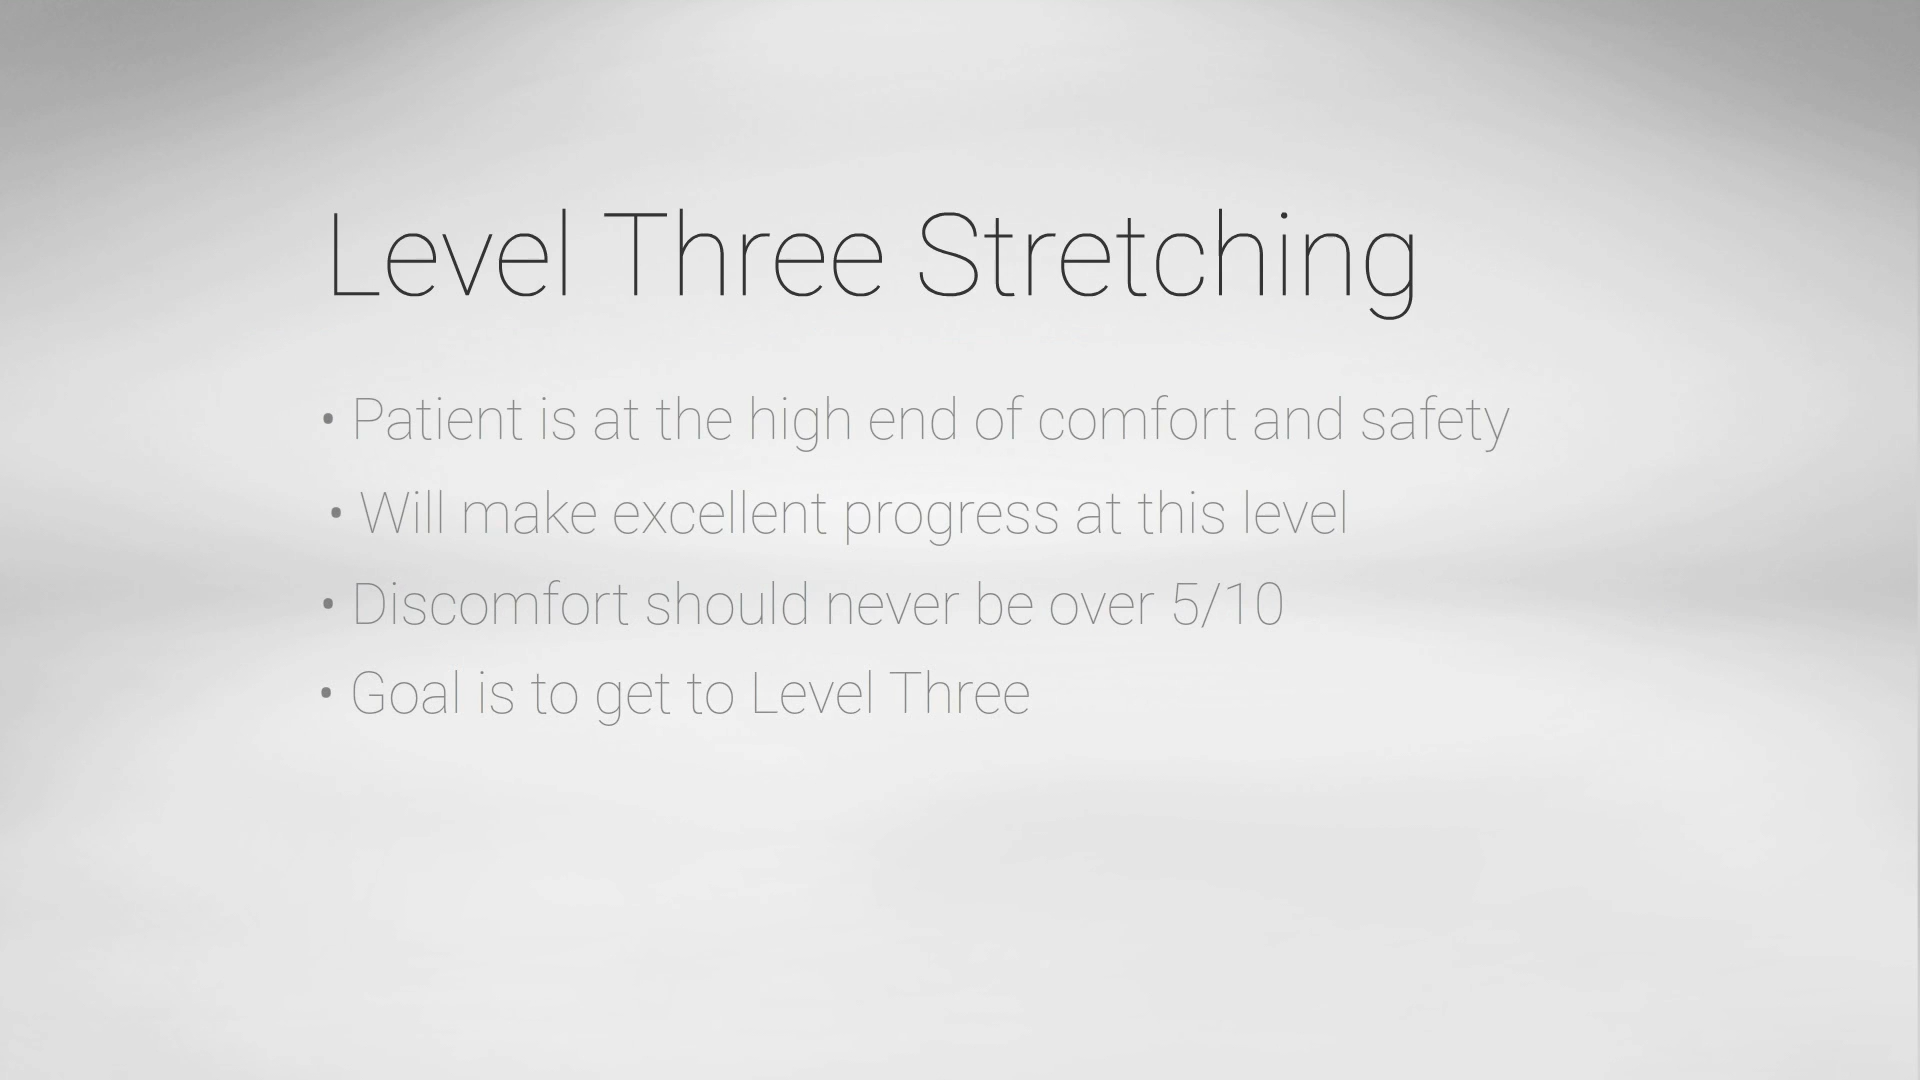 Level Three Stretching
• Patient is at the high end of comfort and safety
• Will make excellent progress at this level
• Discomfort should never be over 5/10
• Goal is to get to Level Three